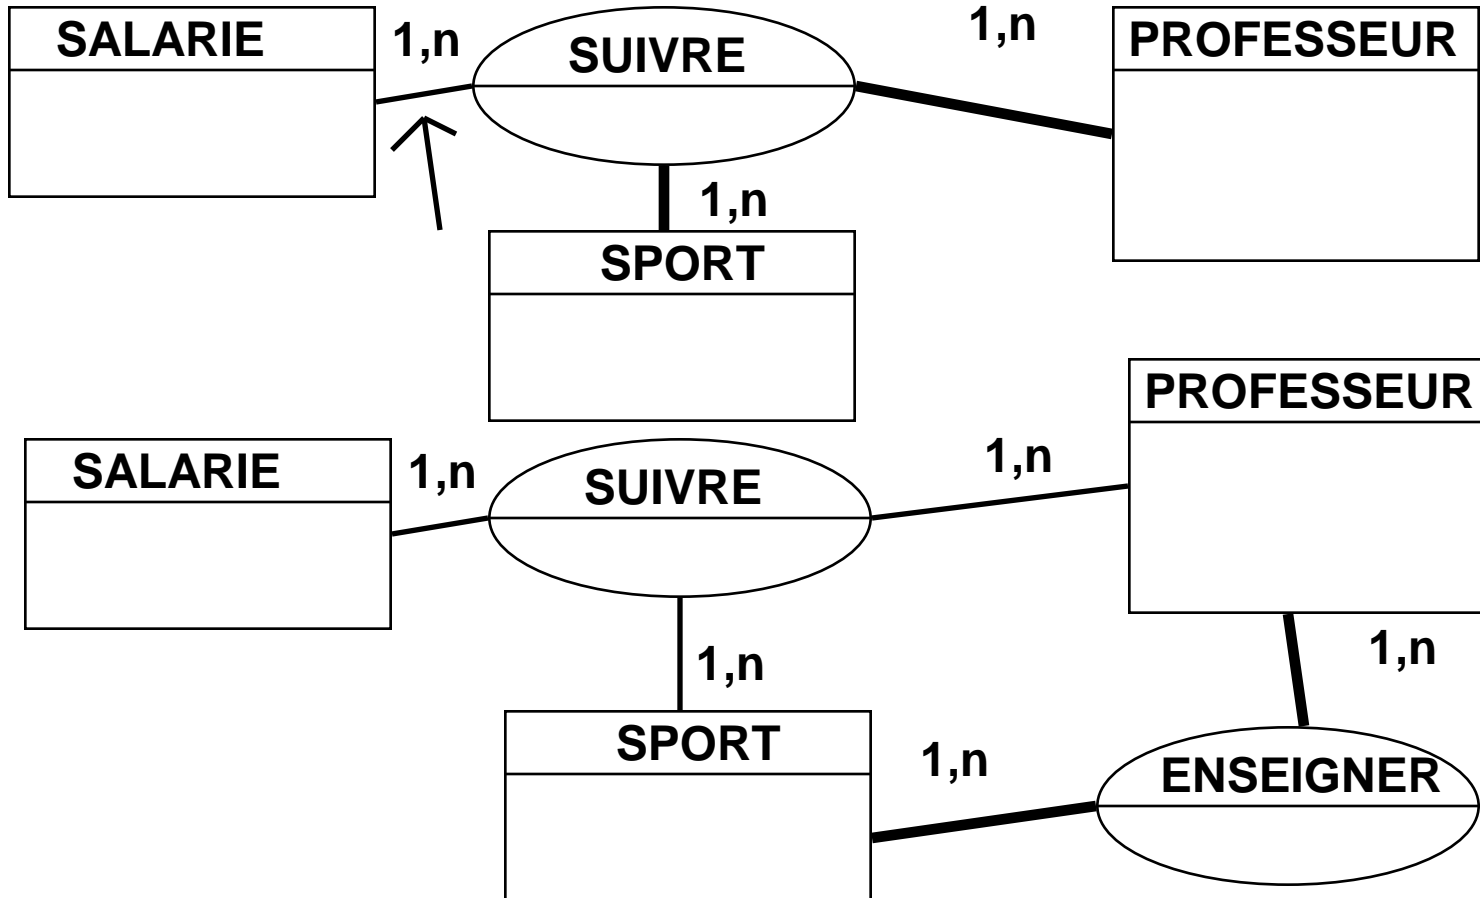 SALARIE
1,n
SUIVRE
1,n
PROFESSEUR
1,n
SPORT
PROFESSEUR
SALARIE
1,n
SUIVRE
1,n
1,n
1,n
SPORT
1,n
ENSEIGNER